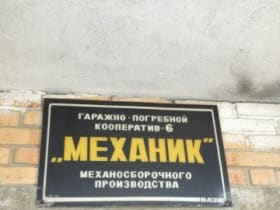 ГАРАЖНО-ПОГРЕБНОЙ
КООПЕРАТИВ-6
„МЕХАНИК"
МЕХАНОСБОРОЧНОГО
ПРОИЗВОДСТВА